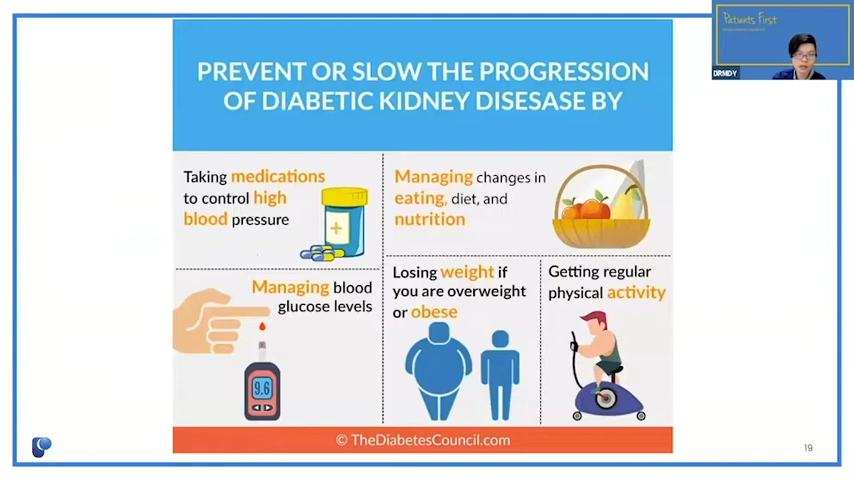 Patients First
DRMDY
PREVENT OR SLOW THE PROGRESSION
OF DIABETIC KIDNEY DISESASE BY
Taking medications
to control high
blood pressure
Managing changes in
eating, diet, and
nutrition
Managing blood
glucose levels
9.6
Losing weight if
you are overweight
or obese
Getting regular
physical activity
© TheDiabetesCouncil.com
19